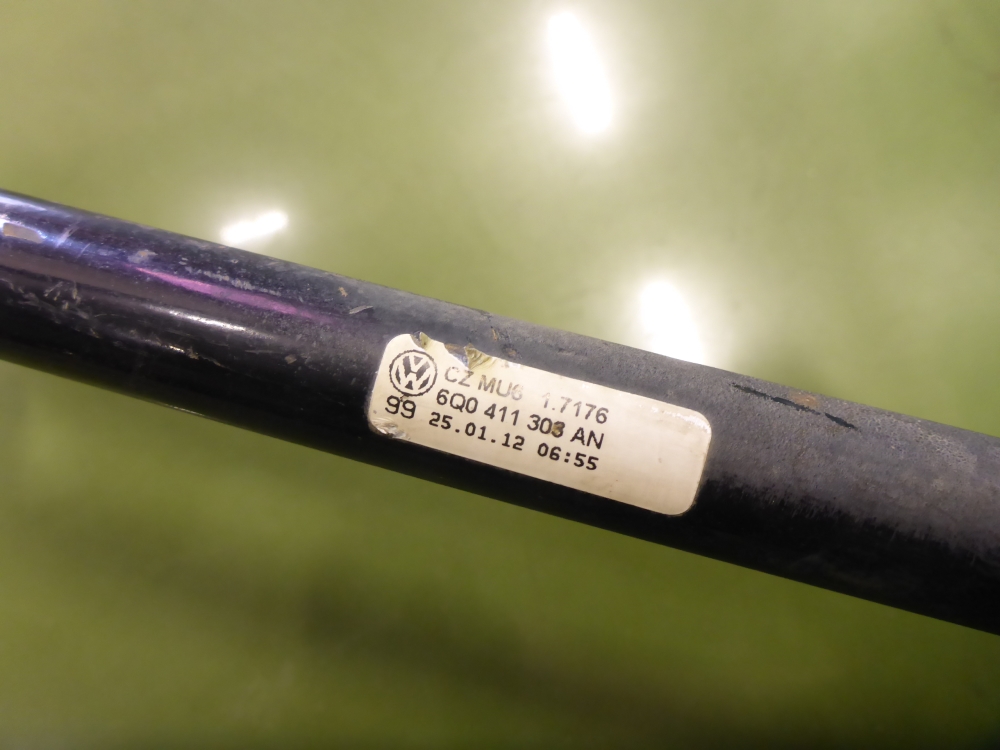 CZ MU6 1.7176
6Q0 411 303 AN
99 25.01.12 06:55